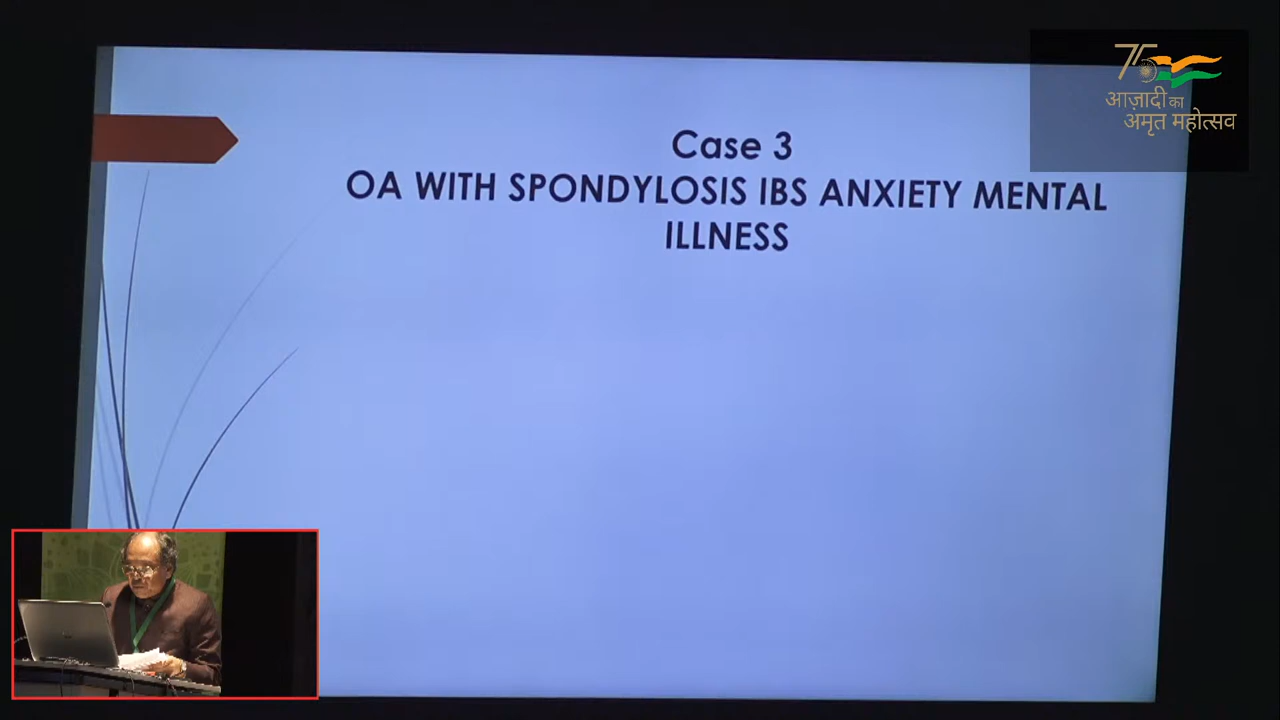 75
आज़ादी का
अमृत महोत्सव
Case 3
OA WITH SPONDYLOSIS IBS ANXIETY MENTAL
ILLNESS